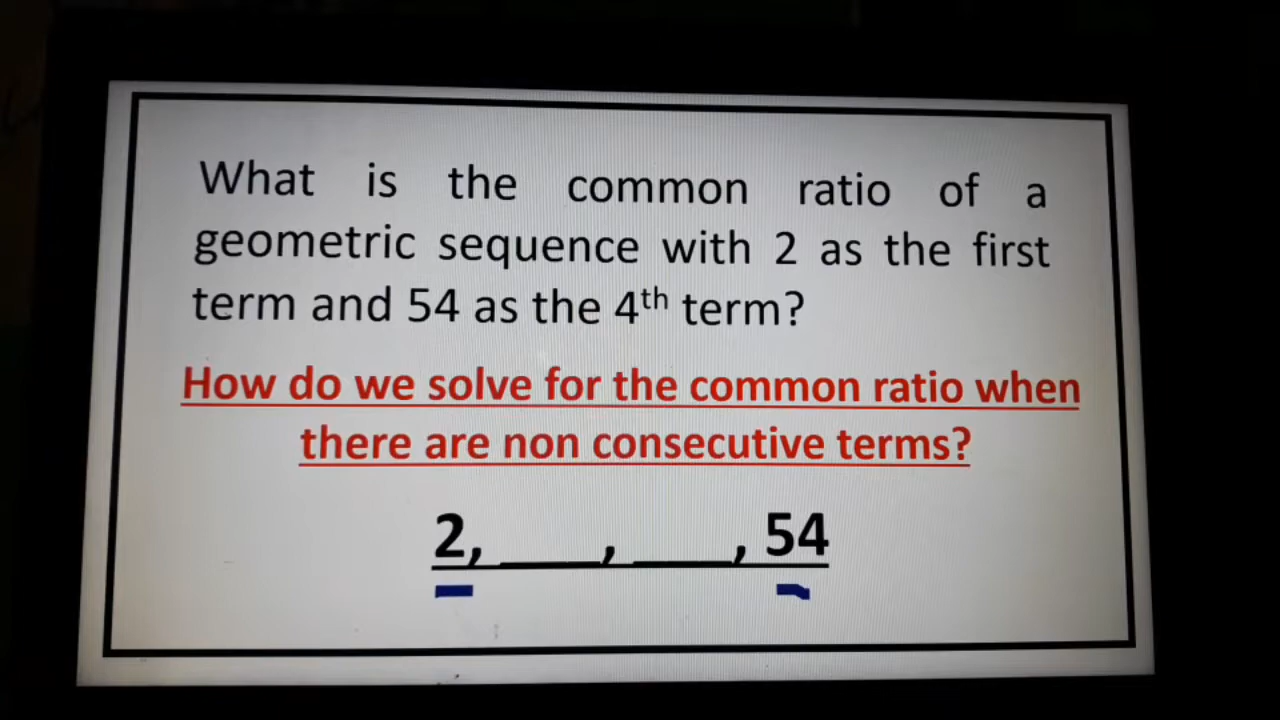 What is the common ratio of a
geometric sequence with 2 as the first
term and 54 as the 4th term?
How do we solve for the common ratio when
there are non consecutive terms?
2, ___, ___, 54